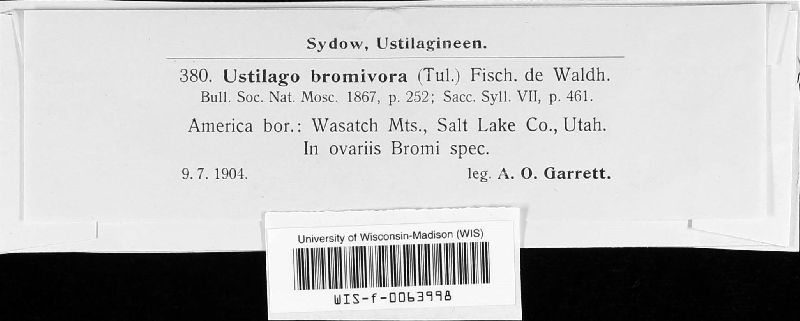 Sydow, Ustilagineen.
380. Ustilago bromivora (Tul.) Fisch. de Waldh.
Bull. Soc. Nat. Mosc. 1867, p. 252; Sacc. Syll. VII, p. 461.
America bor.: Wasatch Mts., Salt Lake Co., Utah.
In ovariis Bromi spec.
9. 7. 1904. leg. A. O. Garrett.
University of Wisconsin-Madison (WIS)
WIS-f-0063998